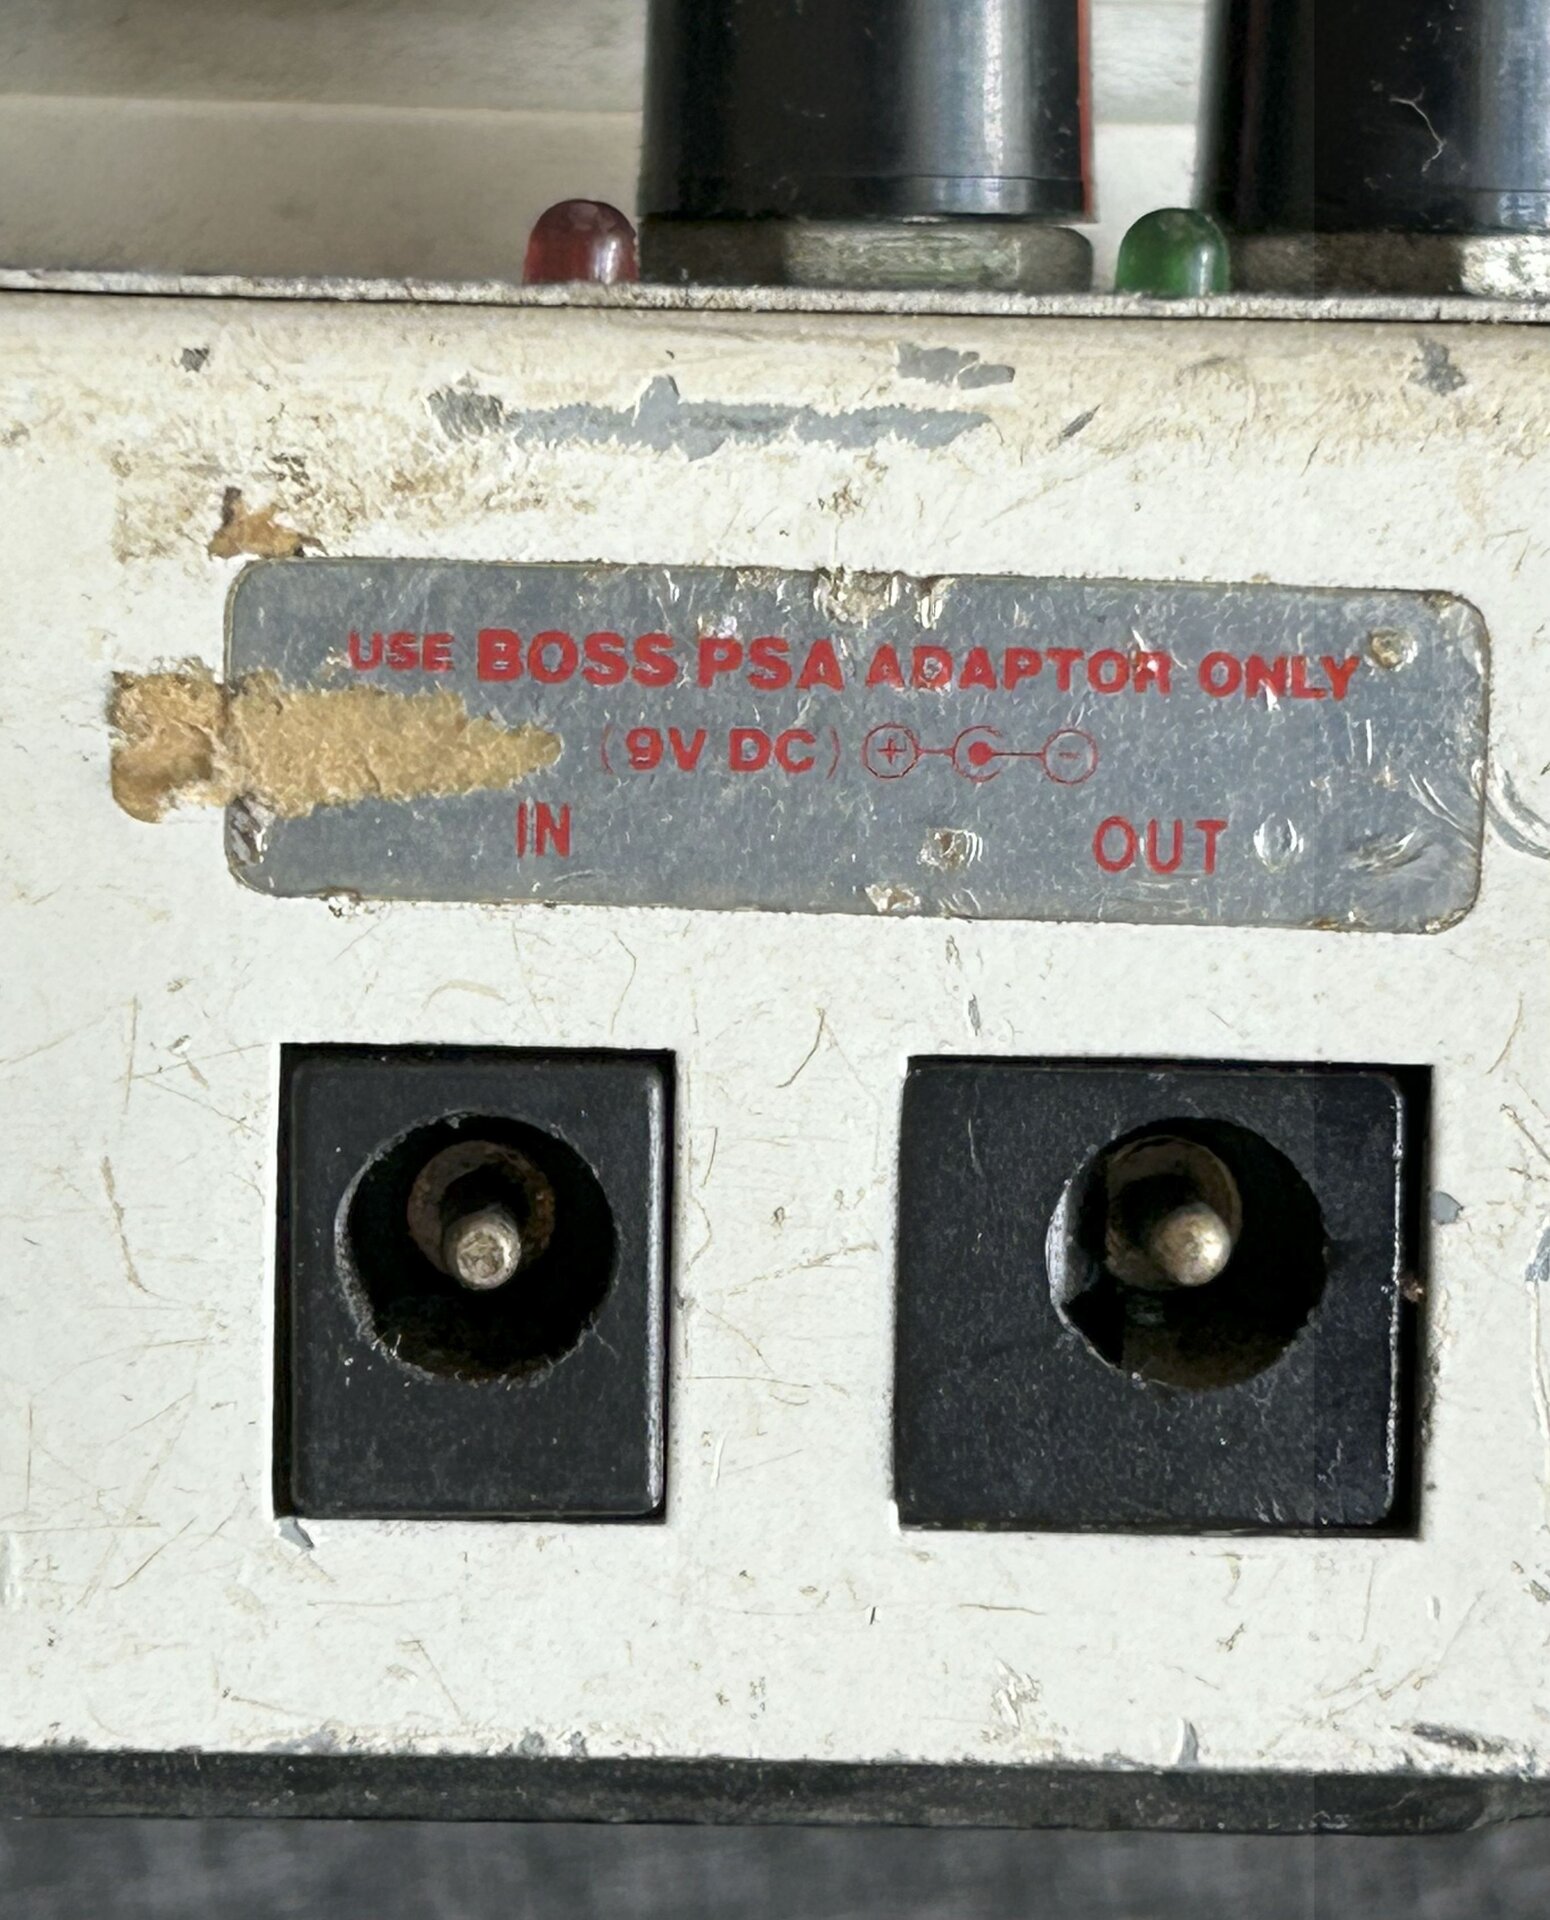 USE BOSS PSA ADAPTOR ONLY
(9V DC) + -
IN OUT